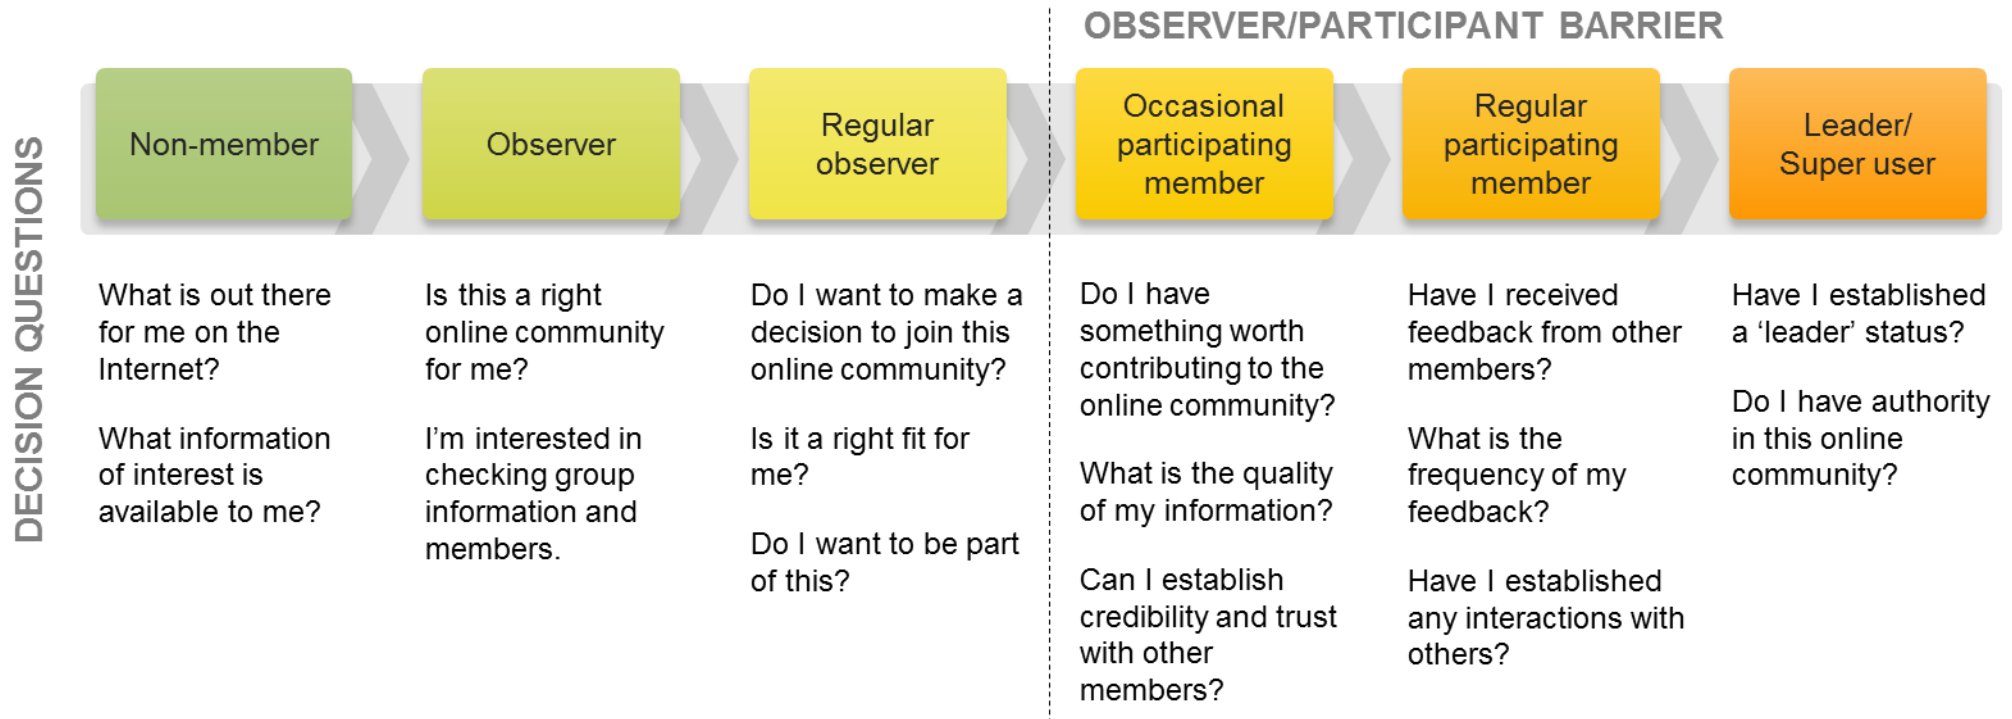 OBSERVER/PARTICIPANT BARRIER
DECISION QUESTIONS
Non-member
Observer
Regular
observer
Occasional
participating
member
Regular
participating
member
Leader/
Super user
What is out there
for me on the
Internet?
What information
of interest is
available to me?
Is this a right
online community
for me?
I’m interested in
checking group
information and
members.
Do I want to make a
decision to join this
online community?
Is it a right fit for
me?
Do I want to be part
of this?
Do I have
something worth
contributing to the
online community?
What is the quality
of my information?
Can I establish
credibility and trust
with other
members?
Have I received
feedback from other
members?
What is the
frequency of my
feedback?
Have I established
any interactions with
others?
Have I established
a ‘leader’ status?
Do I have authority
in this online
community?